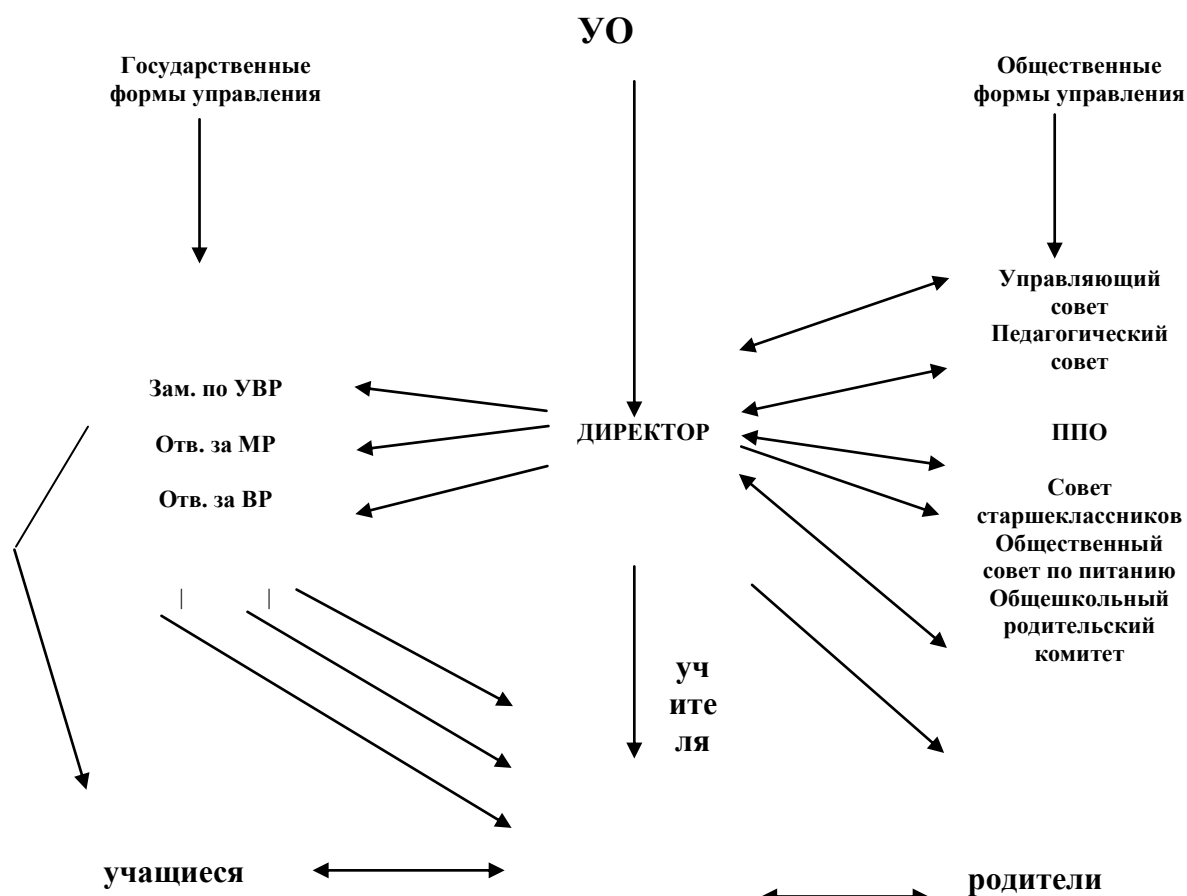 УО
Государственные
формы управления
Общественные
формы управления
Управляющий
совет
Педагогический
совет
Зам. по УВР
Отв. за МР
Отв. за ВР
ДИРЕКТОР
ППО
Совет
старшеклассников
Общественный
совет по питанию
Общешкольный
родительский
комитет
уч
ите
ля
учащиеся
родители